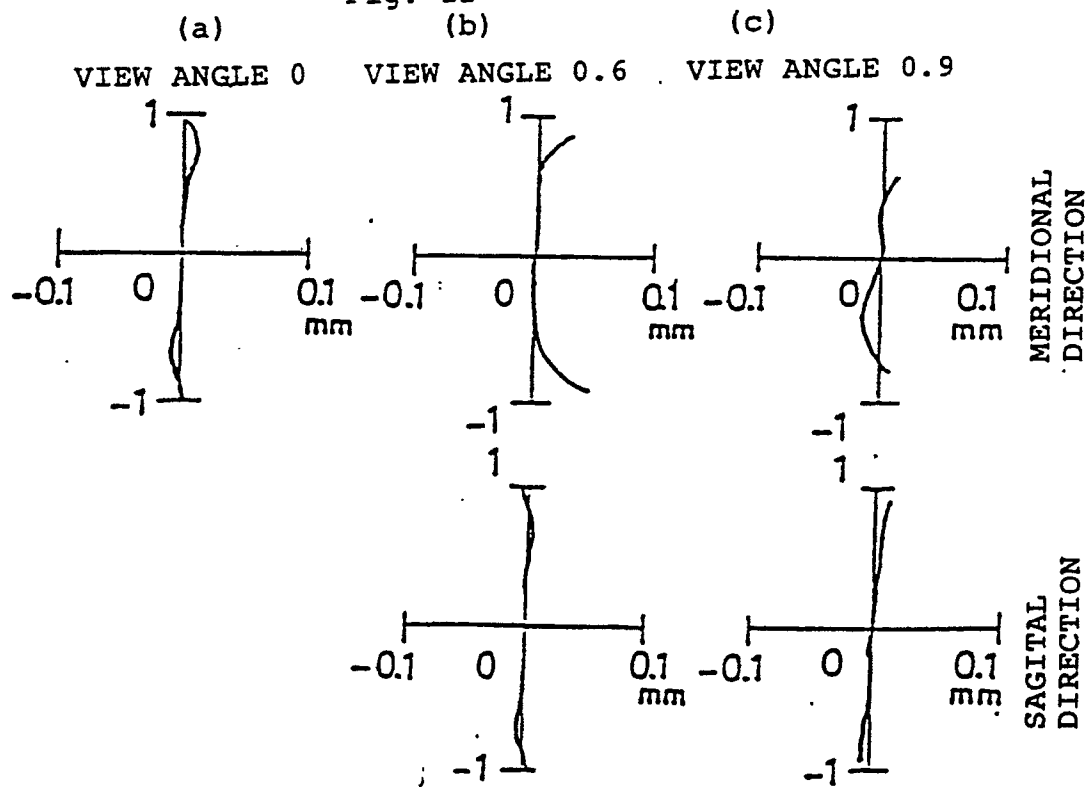 (a) (b) (c)
VIEW ANGLE 0 VIEW ANGLE 0.6 VIEW ANGLE 0.9
1 1 1
-0.1 0 0.1 mm -0.1 0 0.1 mm -0.1 0 0.1 mm
-1 -1 -1
MERIDIONAL
DIRECTION
1 1
-0.1 0 0.1 mm -0.1 0 0.1 mm
-1 -1
SAGITAL
DIRECTION